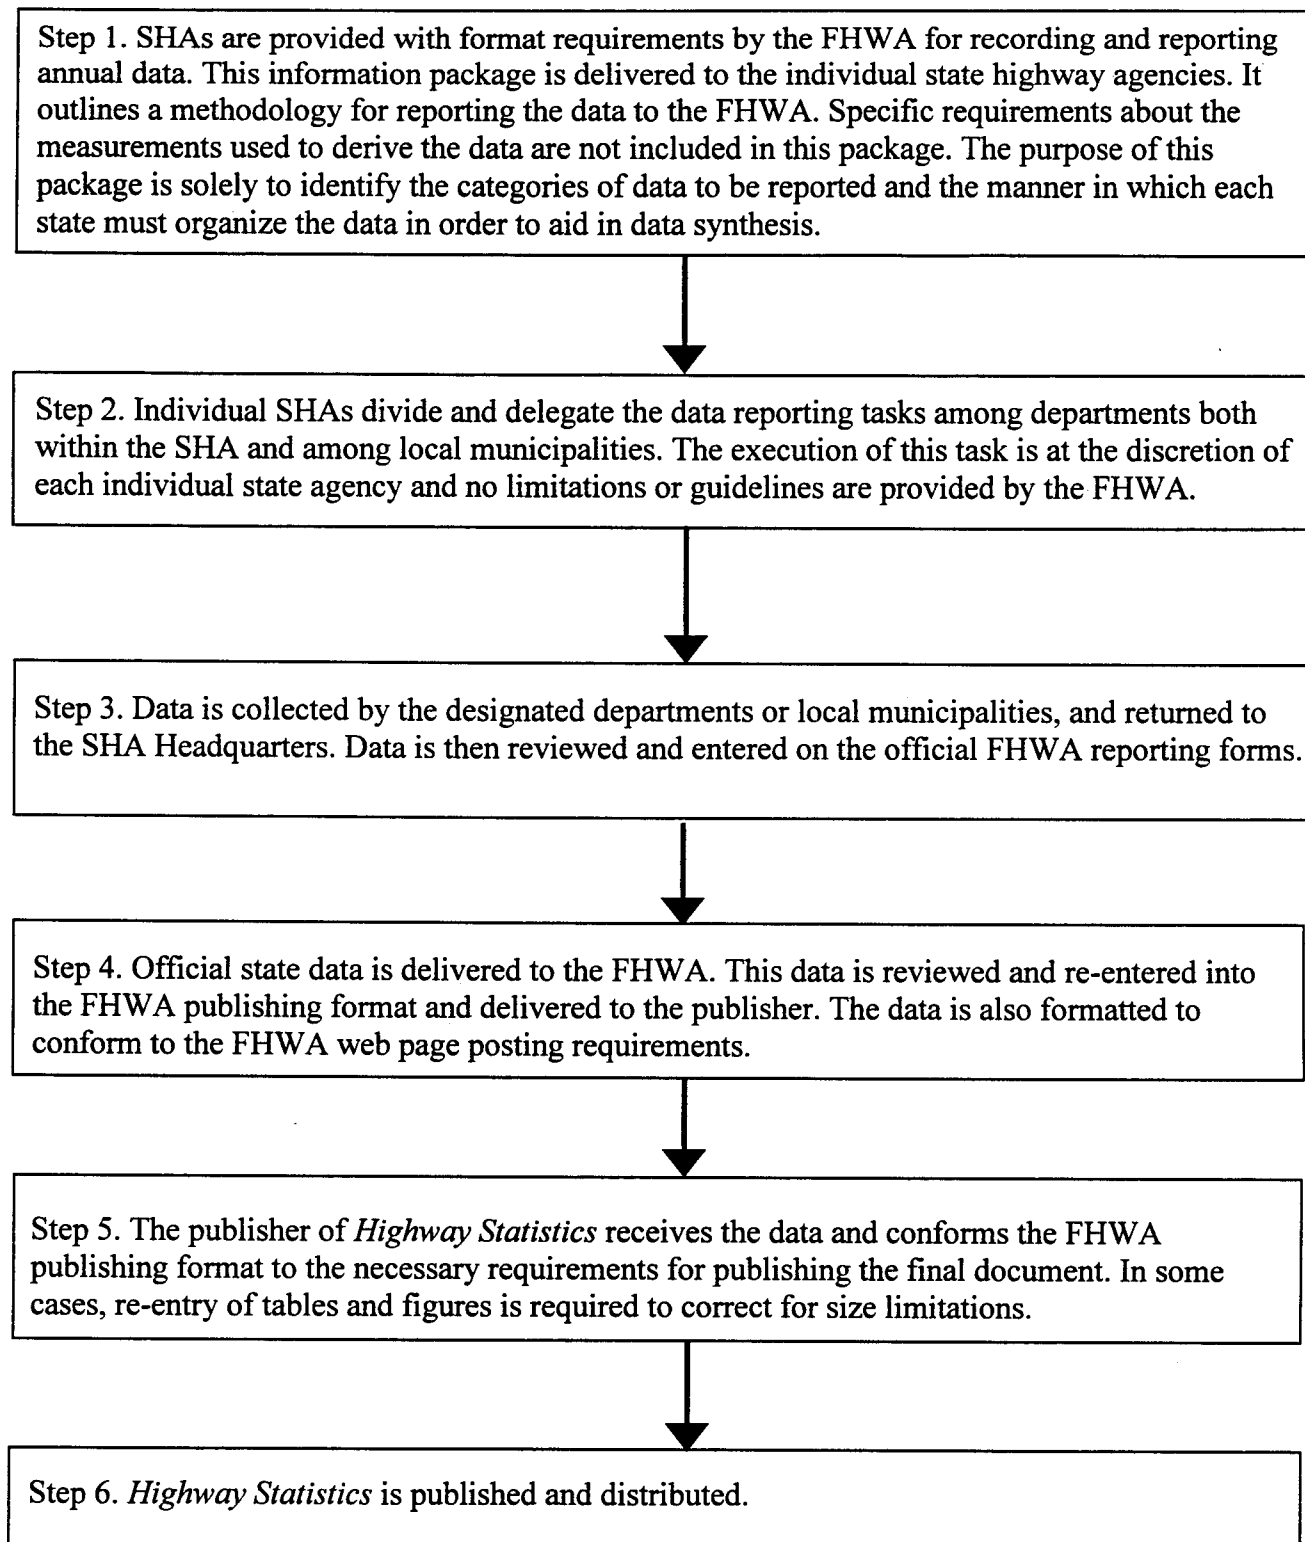 Step 1. SHAs are provided with format requirements by the FHWA for recording and reporting
annual data. This information package is delivered to the individual state highway agencies. It
outlines a methodology for reporting the data to the FHWA. Specific requirements about the
measurements used to derive the data are not included in this package. The purpose of this
package is solely to identify the categories of data to be reported and the manner in which each
state must organize the data in order to aid in data synthesis.
Step 2. Individual SHAs divide and delegate the data reporting tasks among departments both
within the SHA and among local municipalities. The execution of this task is at the discretion of
each individual state agency and no limitations or guidelines are provided by the FHWA.
Step 3. Data is collected by the designated departments or local municipalities, and returned to
the SHA Headquarters. Data is then reviewed and entered on the official FHWA reporting forms.
Step 4. Official state data is delivered to the FHWA. This data is reviewed and re-entered into
the FHWA publishing format and delivered to the publisher. The data is also formatted to
conform to the FHWA web page posting requirements.
Step 5. The publisher of Highway Statistics receives the data and conforms the FHWA
publishing format to the necessary requirements for publishing the final document. In some
cases, re-entry of tables and figures is required to correct for size limitations.
Step 6. Highway Statistics is published and distributed.